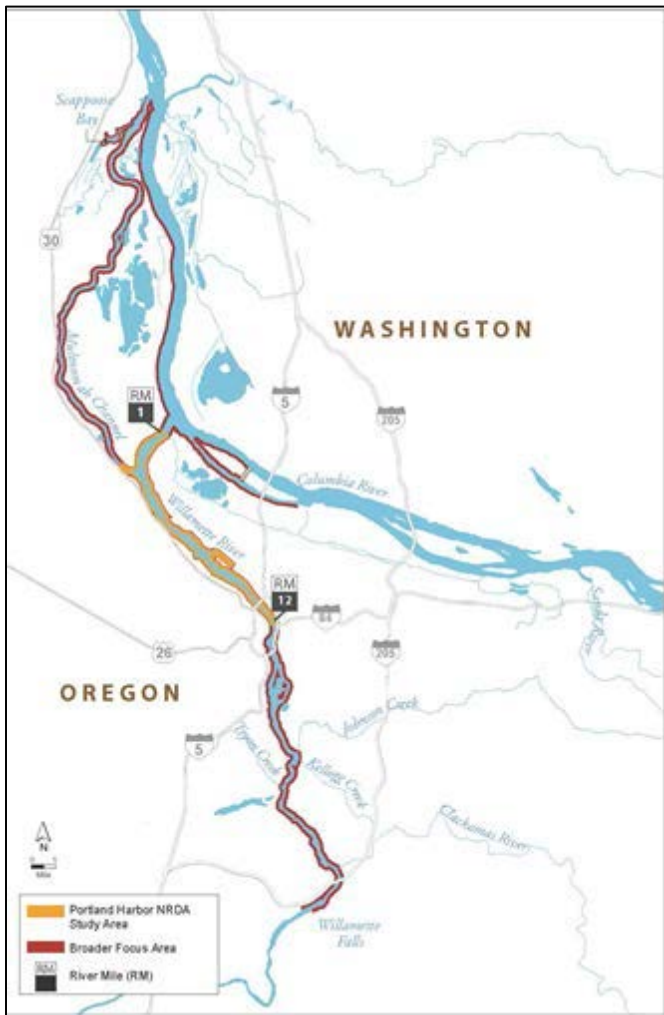 Scappoose
Bay
30
WASHINGTON
Multnomah Channel
RM
1
5
205
Columbia River
Willamette River
RM
12
84
26
Sandy River
OREGON
205
5
Johnson Creek
Tryon Creek
Kellogg Creek
Clackamas River
N
Mile
Willamette
Falls
Portland Harbor NRDA
Study Area
Broader Focus Area
RM
River Mile (RM)